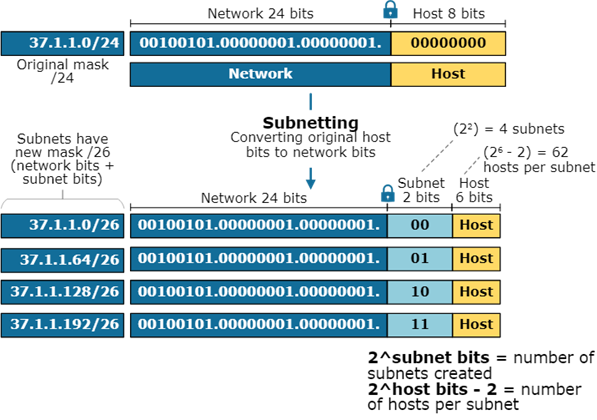 Network 24 bits Host 8 bits
37.1.1.0/24 00100101.00000001.00000001. 00000000
Original mask
/24
Network Host
Subnetting
Converting original host
bits to network bits
(2²) = 4 subnets
(2⁶ - 2) = 62
hosts per subnet
Subnets have
new mask /26
(network bits +
subnet bits)
Network 24 bits
Subnet
2 bits
Host
6 bits
37.1.1.0/26 00100101.00000001.00000001. 00 Host
37.1.1.64/26 00100101.00000001.00000001. 01 Host
37.1.1.128/26 00100101.00000001.00000001. 10 Host
37.1.1.192/26 00100101.00000001.00000001. 11 Host
2^subnet bits = number of
subnets created
2^host bits - 2 = number
of hosts per subnet